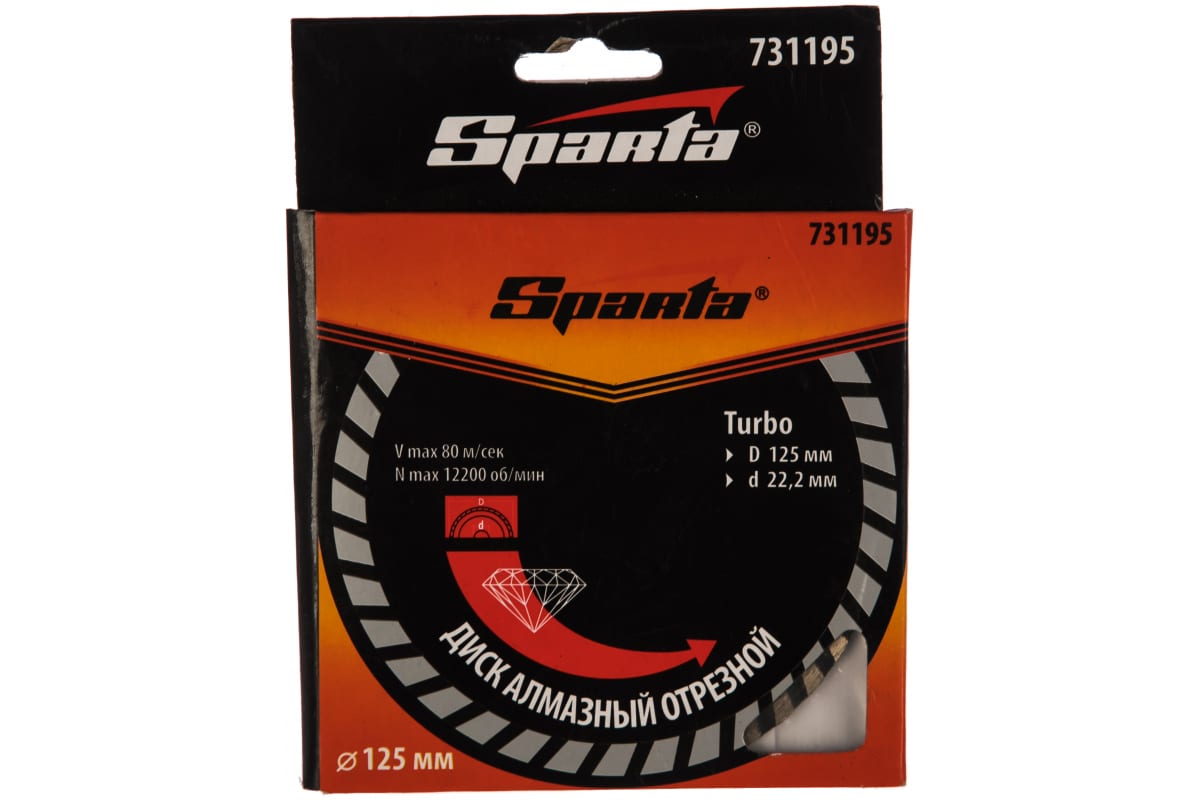 731195
Sparta®
731195
Sparta®
Turbo
D 125 мм
d 22,2 мм
V max 80 м/сек
N max 12200 об/мин
D
d
ДИСК АЛМАЗНЫЙ ОТРЕЗНОЙ
⌀ 125 мм